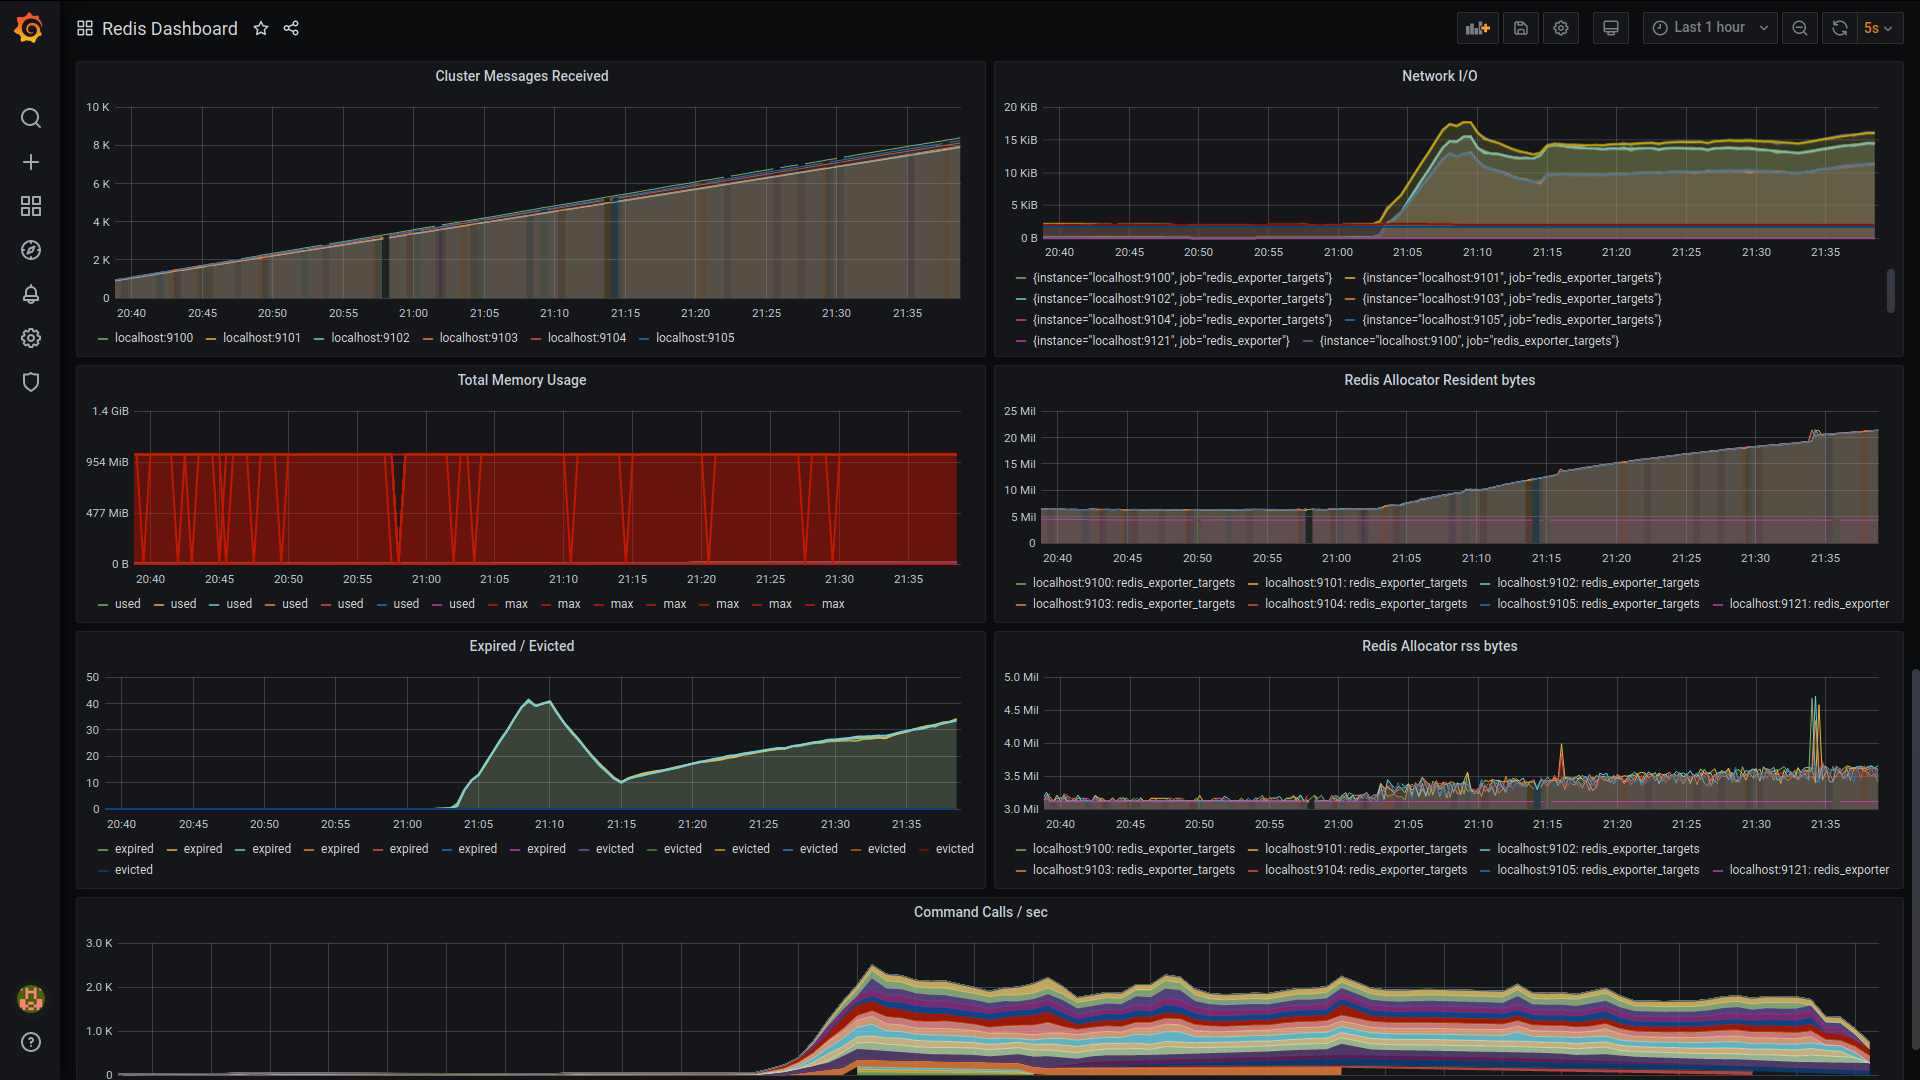 Redis Dashboard
Last 1 hour
5s
Cluster Messages Received
10 K
8 K
6 K
4 K
2 K
0
20:40 20:45 20:50 20:55 21:00 21:05 21:10 21:15 21:20 21:25 21:30 21:35
localhost:9100 localhost:9101 localhost:9102 localhost:9103 localhost:9104 localhost:9105
Network I/O
20 KiB
15 KiB
10 KiB
5 KiB
0 B
20:40 20:45 20:50 20:55 21:00 21:05 21:10 21:15 21:20 21:25 21:30 21:35
{instance="localhost:9100", job="redis_exporter_targets"} {instance="localhost:9101", job="redis_exporter_targets"}
{instance="localhost:9102", job="redis_exporter_targets"} {instance="localhost:9103", job="redis_exporter_targets"}
{instance="localhost:9104", job="redis_exporter_targets"} {instance="localhost:9105", job="redis_exporter_targets"}
{instance="localhost:9121", job="redis_exporter"} {instance="localhost:9100", job="redis_exporter_targets"}
Total Memory Usage
1.4 GiB
954 MiB
477 MiB
0 B
20:40 20:45 20:50 20:55 21:00 21:05 21:10 21:15 21:20 21:25 21:30 21:35
used used used used used used used max max max max max max max
Redis Allocator Resident bytes
25 Mil
20 Mil
15 Mil
10 Mil
5 Mil
0
20:40 20:45 20:50 20:55 21:00 21:05 21:10 21:15 21:20 21:25 21:30 21:35
localhost:9100: redis_exporter_targets localhost:9101: redis_exporter_targets localhost:9102: redis_exporter_targets
localhost:9103: redis_exporter_targets localhost:9104: redis_exporter_targets localhost:9105: redis_exporter_targets localhost:9121: redis_exporter
Expired / Evicted
50
40
30
20
10
0
20:40 20:45 20:50 20:55 21:00 21:05 21:10 21:15 21:20 21:25 21:30 21:35
expired expired expired expired expired expired expired evicted evicted evicted evicted evicted evicted
evicted
Redis Allocator rss bytes
5.0 Mil
4.5 Mil
4.0 Mil
3.5 Mil
3.0 Mil
20:40 20:45 20:50 20:55 21:00 21:05 21:10 21:15 21:20 21:25 21:30 21:35
localhost:9100: redis_exporter_targets localhost:9101: redis_exporter_targets localhost:9102: redis_exporter_targets
localhost:9103: redis_exporter_targets localhost:9104: redis_exporter_targets localhost:9105: redis_exporter_targets localhost:9121: redis_exporter
Command Calls / sec
3.0 K
2.0 K
1.0 K
0